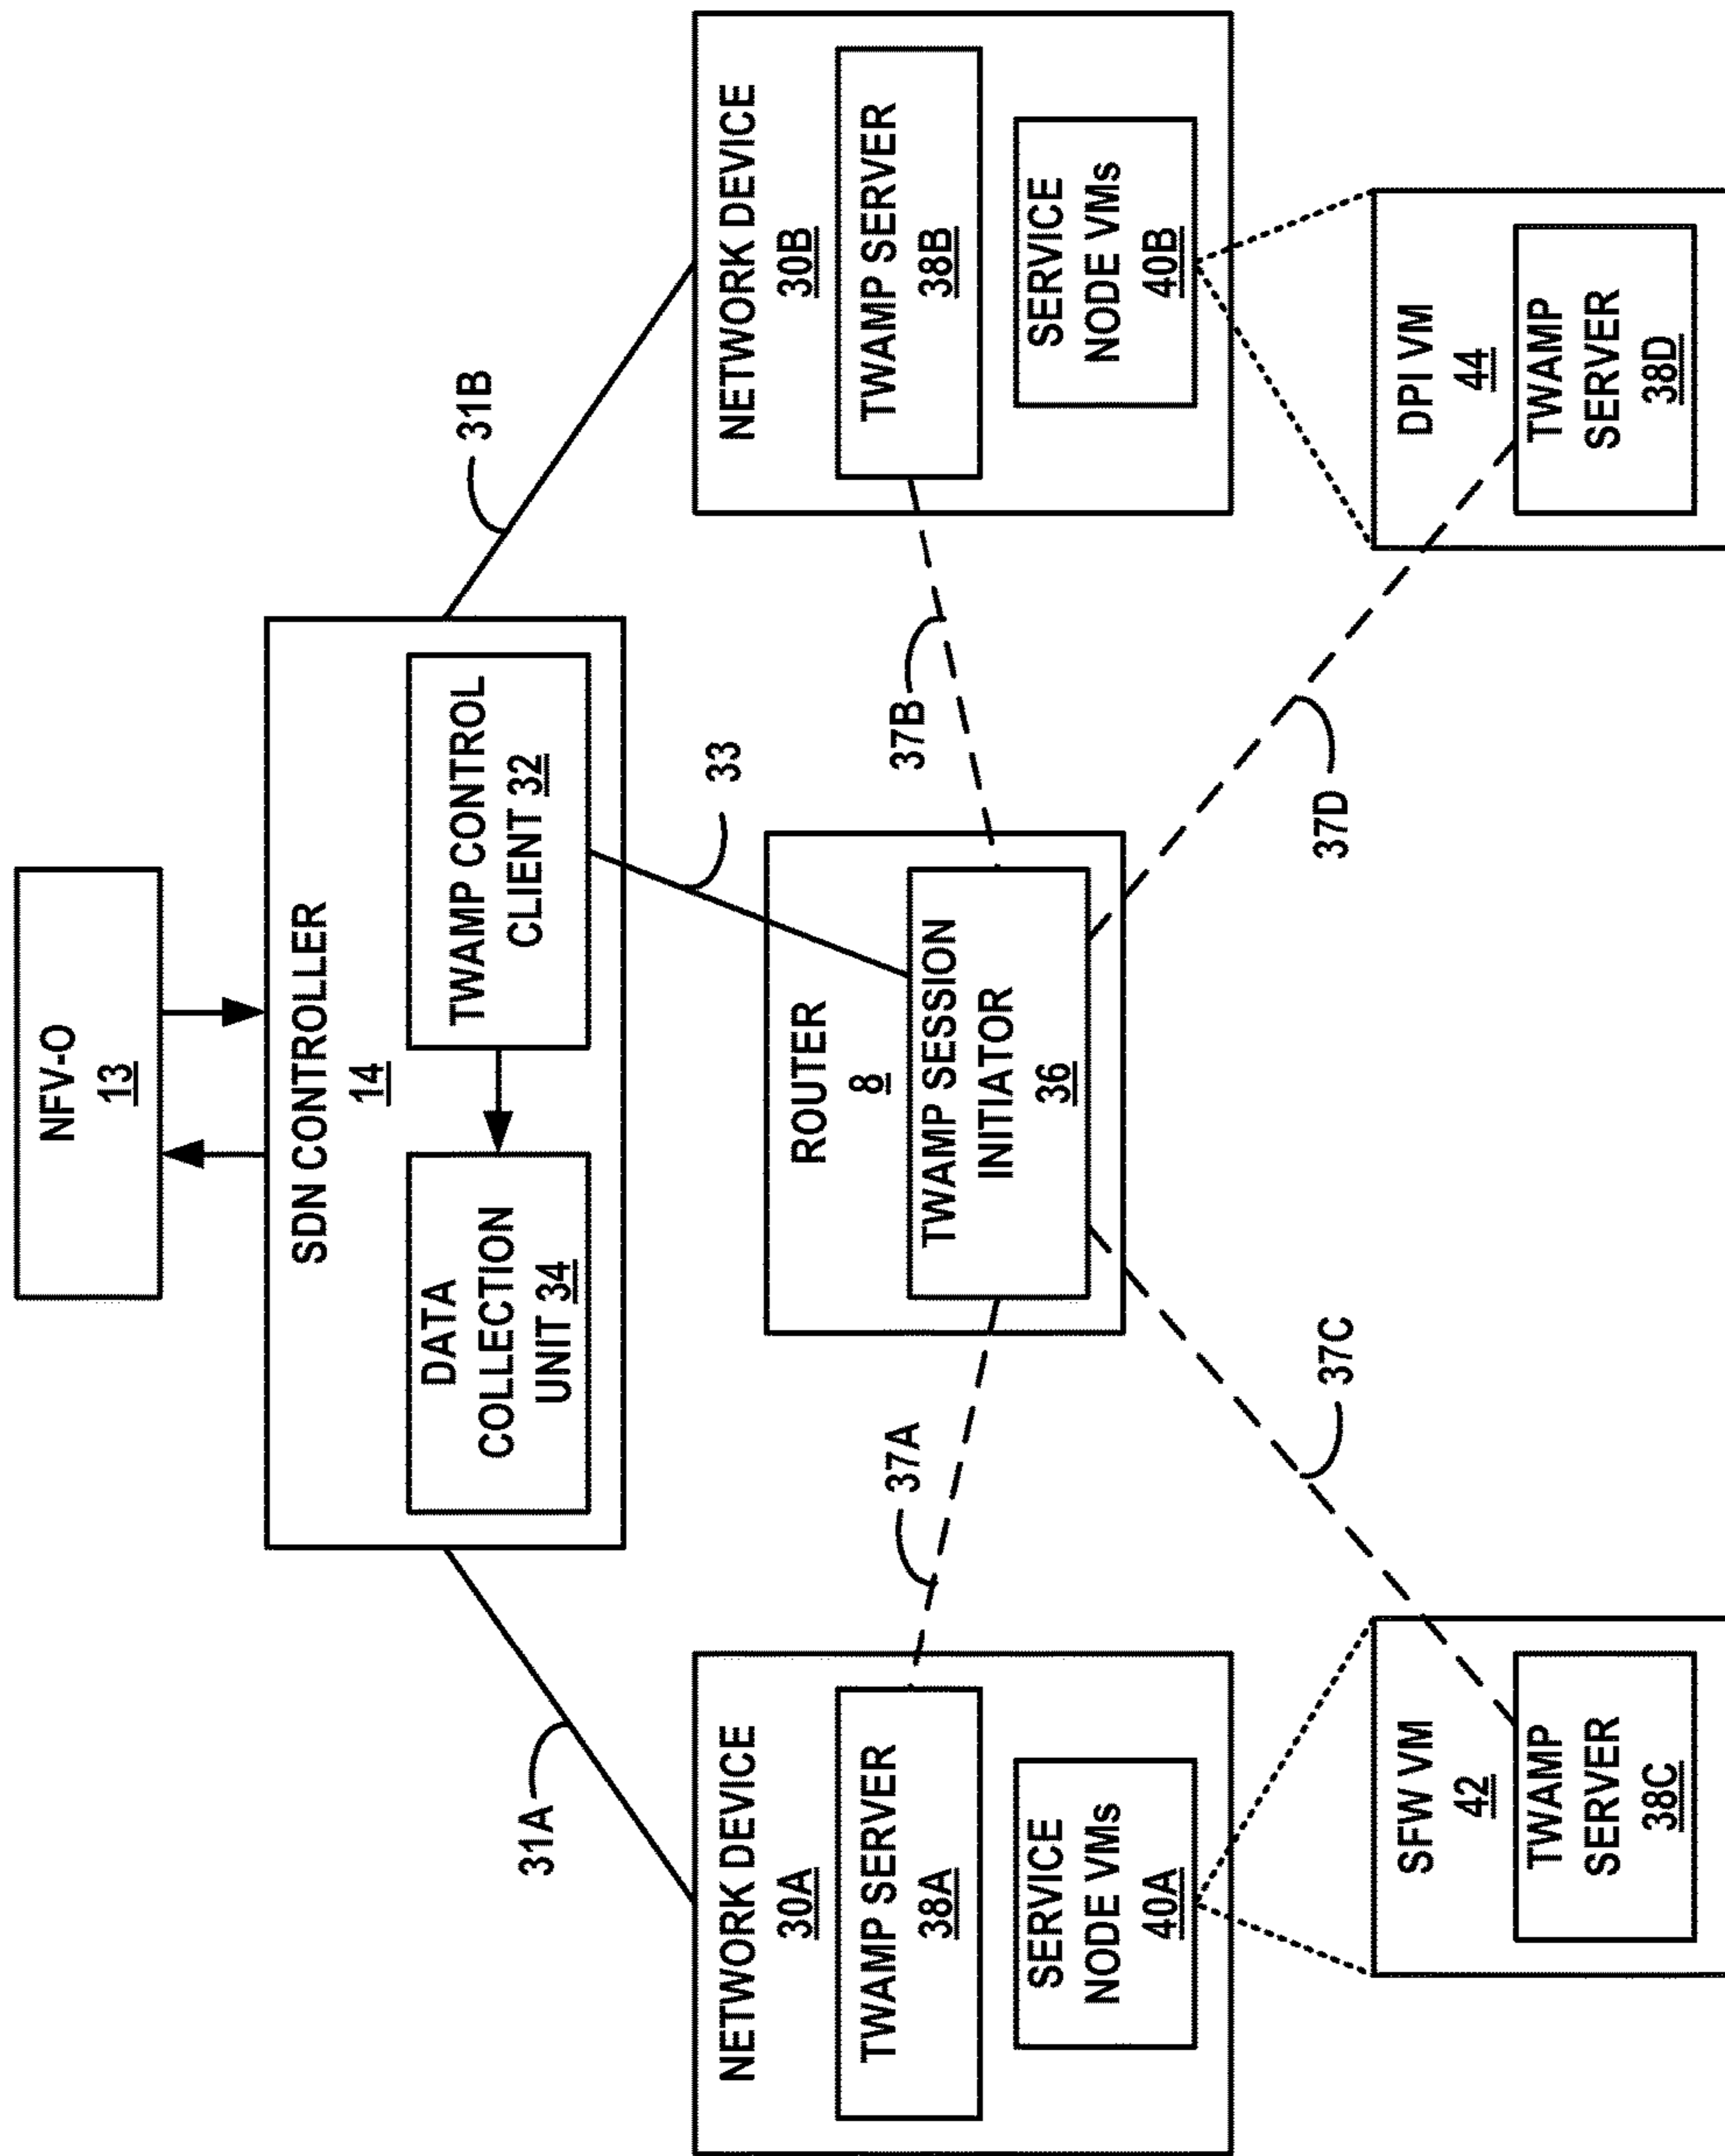 NFV-O
13
SDN CONTROLLER
14
DATA
COLLECTION
UNIT 34
TWAMP CONTROL
CLIENT 32
31A
31B
33
NETWORK DEVICE
30A
TWAMP SERVER
38A
SERVICE
NODE VMs
40A
37A
ROUTER
8
TWAMP SESSION
INITIATOR
36
37B
NETWORK DEVICE
30B
TWAMP SERVER
38B
SERVICE
NODE VMs
40B
37C
37D
SFW VM
42
TWAMP
SERVER
38C
DPI VM
44
TWAMP
SERVER
38D